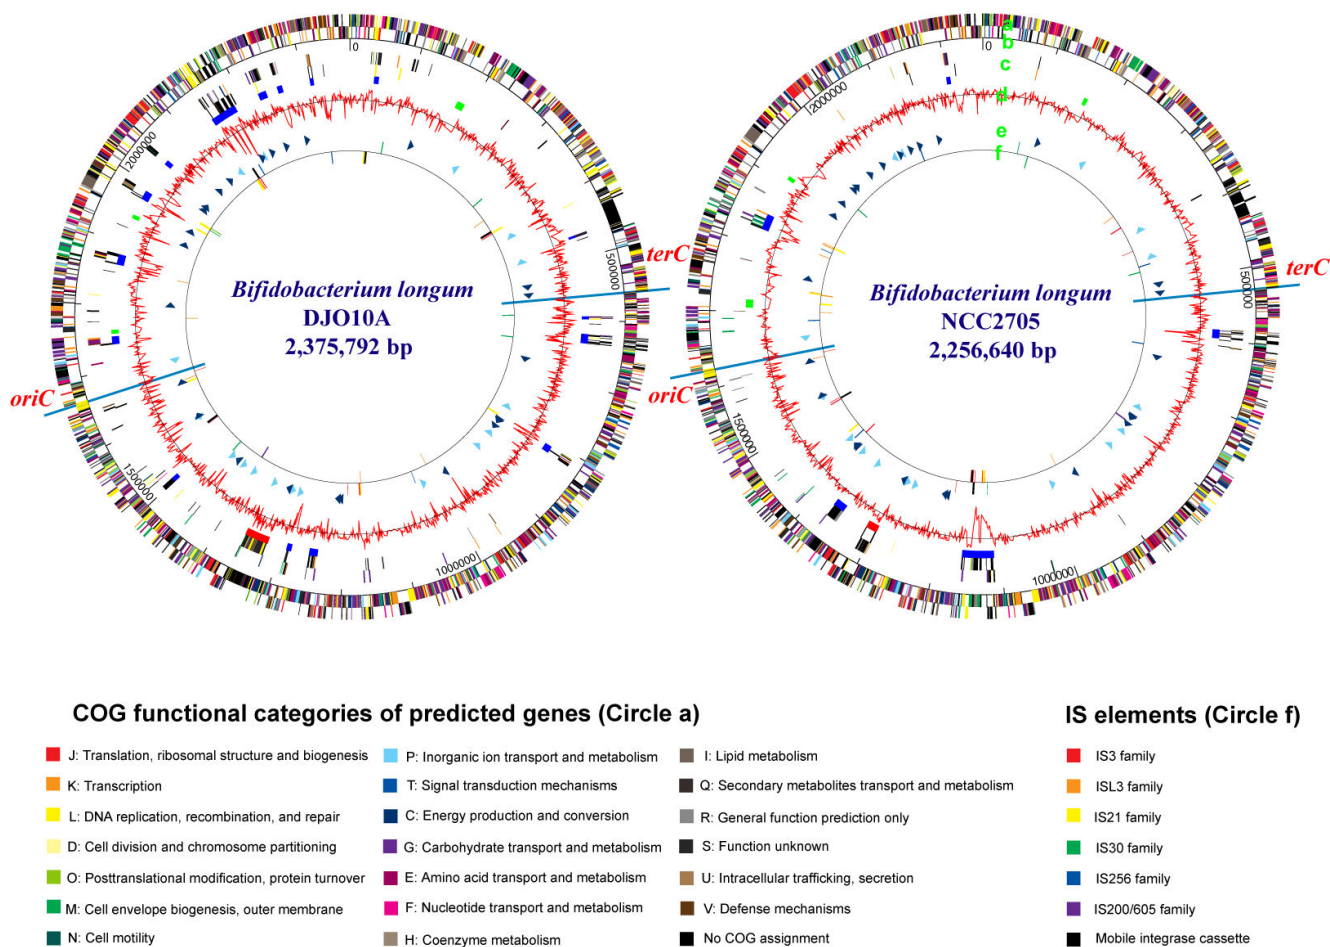 0
2000000
500000
1000000
1500000
terC
oriC
Bifidobacterium longum
DJO10A
2,375,792 bp
0
a
b
c
d
e
f
2000000
500000
1000000
1500000
terC
oriC
Bifidobacterium longum
NCC2705
2,256,640 bp
COG functional categories of predicted genes (Circle a)
J: Translation, ribosomal structure and biogenesis
K: Transcription
L: DNA replication, recombination, and repair
D: Cell division and chromosome partitioning
O: Posttranslational modification, protein turnover
M: Cell envelope biogenesis, outer membrane
N: Cell motility
P: Inorganic ion transport and metabolism
T: Signal transduction mechanisms
C: Energy production and conversion
G: Carbohydrate transport and metabolism
E: Amino acid transport and metabolism
F: Nucleotide transport and metabolism
H: Coenzyme metabolism
I: Lipid metabolism
Q: Secondary metabolites transport and metabolism
R: General function prediction only
S: Function unknown
U: Intracellular trafficking, secretion
V: Defense mechanisms
No COG assignment
IS elements (Circle f)
IS3 family
ISL3 family
IS21 family
IS30 family
IS256 family
IS200/605 family
Mobile integrase cassette